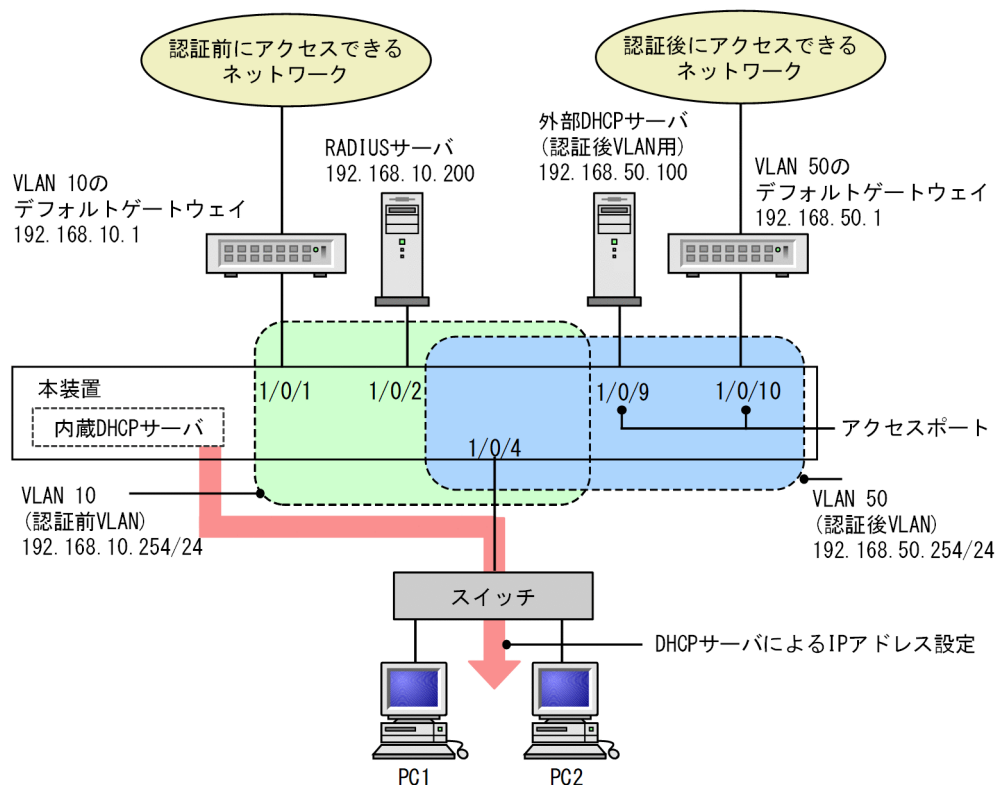 認証前にアクセスできる
ネットワーク
認証後にアクセスできる
ネットワーク
RADIUSサーバ
192.168.10.200
外部DHCPサーバ
(認証後VLAN用)
192.168.50.100
VLAN 10の
デフォルトゲートウェイ
192.168.10.1
VLAN 50の
デフォルトゲートウェイ
192.168.50.1
本装置
内蔵DHCPサーバ
1/0/1
1/0/2
1/0/9
1/0/10
1/0/4
アクセスポート
VLAN 10
(認証前VLAN)
192.168.10.254/24
VLAN 50
(認証後VLAN)
192.168.50.254/24
スイッチ
DHCPサーバによるIPアドレス設定
PC1
PC2